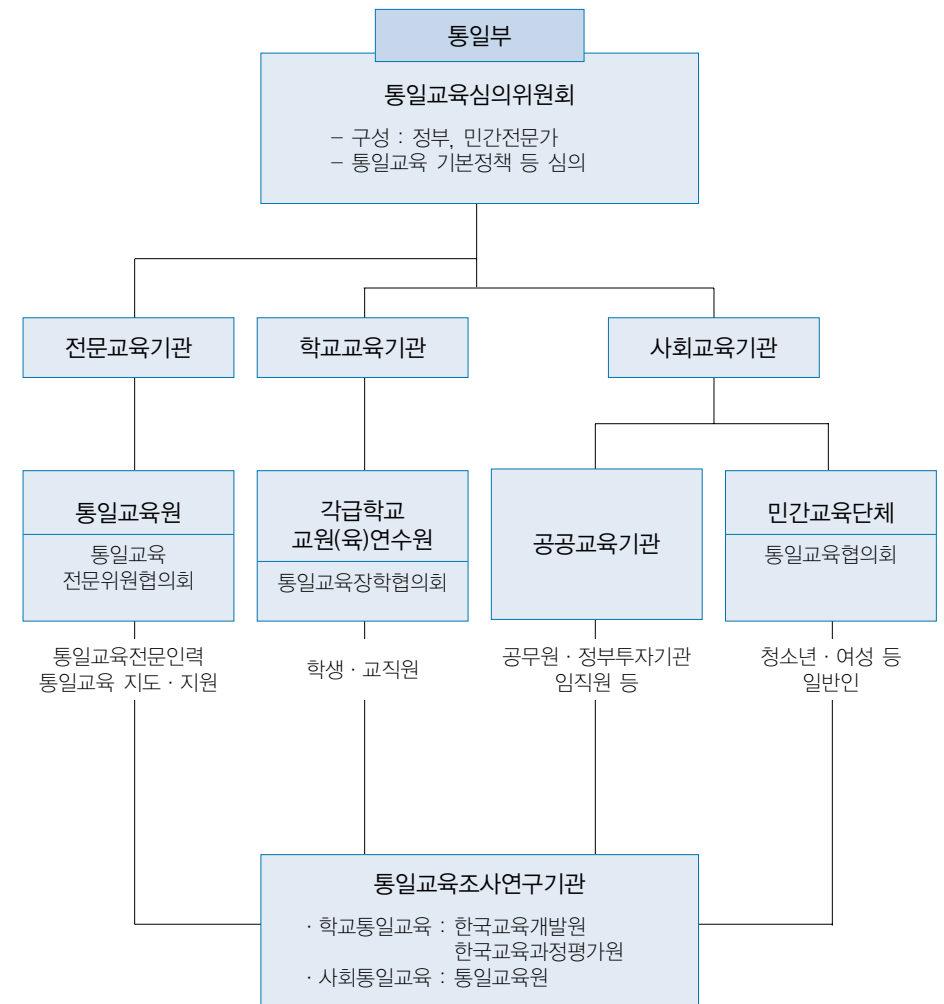 통일부
통일교육심의위원회
– 구성 : 정부, 민간전문가
– 통일교육 기본정책 등 심의
전문교육기관
학교교육기관
사회교육기관
통일교육원
통일교육
전문위원협의회
각급학교
교원(육)연수원
통일교육장학협의회
공공교육기관
민간교육단체
통일교육협의회
통일교육전문인력
통일교육 지도 · 지원
학생 · 교직원
공무원 · 정부투자기관
임직원 등
청소년 · 여성 등
일반인
통일교육조사연구기관
· 학교통일교육 : 한국교육개발원
한국교육과정평가원
· 사회통일교육 : 통일교육원